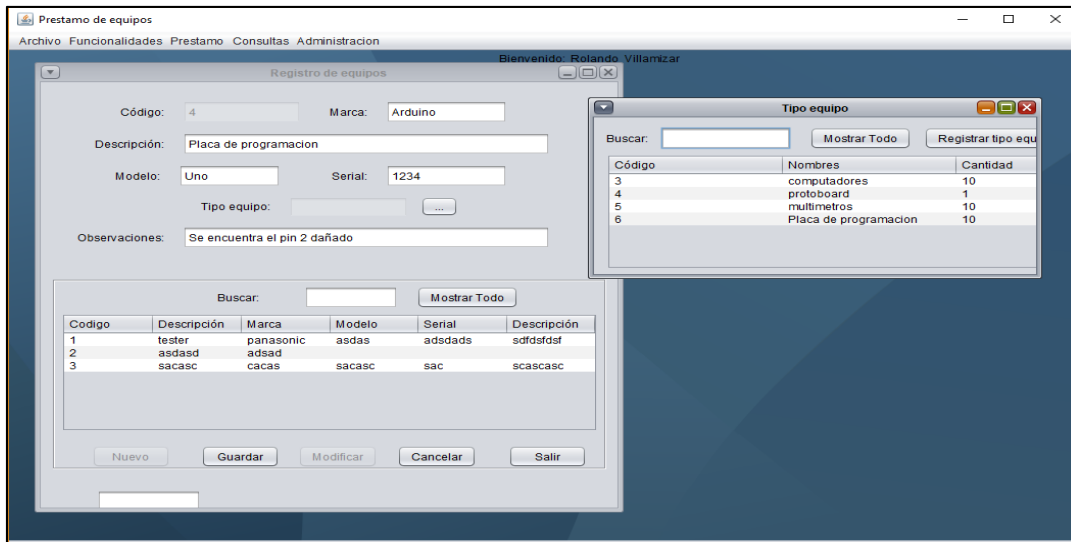 Prestamo de equipos
Archivo Funcionalidades Prestamo Consultas Administracion
Bienvenido: Rolando Villamizar
Registro de equipos
Código: 4 Marca: Arduino
Descripción: Placa de programacion
Modelo: Uno Serial: 1234
Tipo equipo: ...
Observaciones: Se encuentra el pin 2 dañado
Buscar: Mostrar Todo
Codigo Descripción Marca Modelo Serial Descripción
1 tester panasonic asdas adsdads sdfdsfdsf
2 asdasd adsad
3 sacasc cacas sacasc sac scascasc
Nuevo Guardar Modificar Cancelar Salir
Tipo equipo
Buscar: Mostrar Todo Registrar tipo equ
Código Nombres Cantidad
3 computadores 10
4 protoboard 1
5 multimetros 10
6 Placa de programacion 10